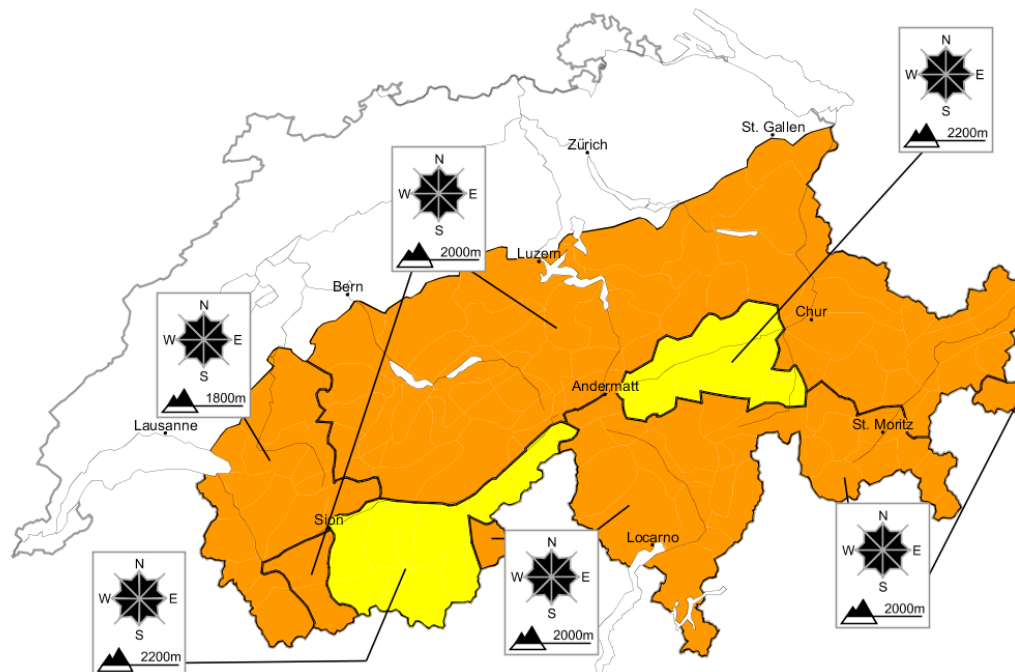 N
W E
S
2200m
St. Gallen
Zürich
N
W E
S
2000m
Luzern
Bern
N
W E
S
1800m
Chur
Andermatt
Lausanne
St. Moritz
Sion
N
W E
S
2000m
Locarno
N
W E
S
2000m
N
W E
S
2200m